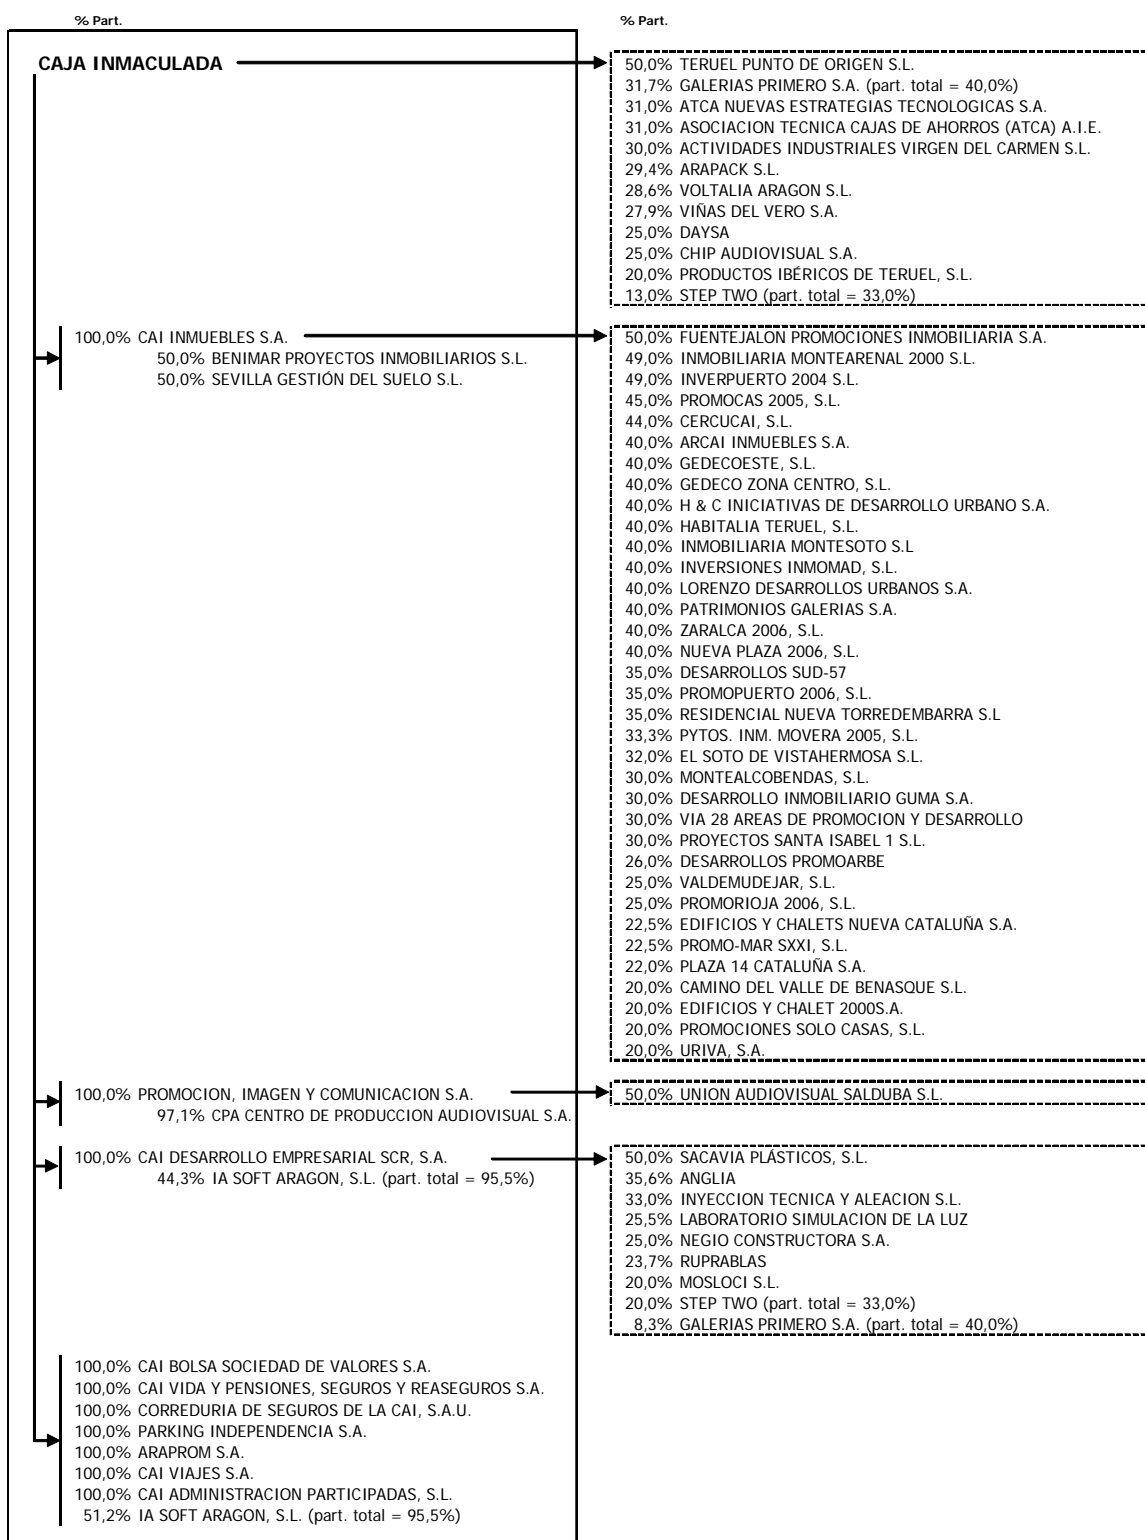 % Part.
% Part.
CAJA INMACULADA
50,0% TERUEL PUNTO DE ORIGEN S.L.
31,7% GALERIAS PRIMERO S.A. (part. total = 40,0%)
31,0% ATCA NUEVAS ESTRATEGIAS TECNOLOGICAS S.A.
31,0% ASOCIACION TECNICA CAJAS DE AHORROS (ATCA) A.I.E.
30,0% ACTIVIDADES INDUSTRIALES VIRGEN DEL CARMEN S.L.
29,4% ARAPACK S.L.
28,6% VOLTALIA ARAGON S.L.
27,9% VIÑAS DEL VERO S.A.
25,0% DAYSA
25,0% CHIP AUDIOVISUAL S.A.
20,0% PRODUCTOS IBÉRICOS DE TERUEL, S.L.
13,0% STEP TWO (part. total = 33,0%)
100,0% CAI INMUEBLES S.A.
50,0% BENIMAR PROYECTOS INMOBILIARIOS S.L.
50,0% SEVILLA GESTIÓN DEL SUELO S.L.
50,0% FUENTEJALON PROMOCIONES INMOBILIARIA S.A.
49,0% INMOBILIARIA MONTEARENAL 2000 S.L.
49,0% INVERPUERTO 2004 S.L.
45,0% PROMOCAS 2005, S.L.
44,0% CERCUCAI, S.L.
40,0% ARCAI INMUEBLES S.A.
40,0% GEDECOESTE, S.L.
40,0% GEDECO ZONA CENTRO, S.L.
40,0% H & C INICIATIVAS DE DESARROLLO URBANO S.A.
40,0% HABITALIA TERUEL, S.L.
40,0% INMOBILIARIA MONTESOTO S.L
40,0% INVERSIONES INMOMAD, S.L.
40,0% LORENZO DESARROLLOS URBANOS S.A.
40,0% PATRIMONIOS GALERIAS S.A.
40,0% ZARALCA 2006, S.L.
40,0% NUEVA PLAZA 2006, S.L.
35,0% DESARROLLOS SUD-57
35,0% PROMOPUERTO 2006, S.L.
35,0% RESIDENCIAL NUEVA TORREDEMBARRA S.L
33,3% PYTOS. INM. MOVERA 2005, S.L.
32,0% EL SOTO DE VISTAHERMOSA S.L.
30,0% MONTEALCOBENDAS, S.L.
30,0% DESARROLLO INMOBILIARIO GUMA S.A.
30,0% VIA 28 AREAS DE PROMOCION Y DESARROLLO
30,0% PROYECTOS SANTA ISABEL 1 S.L.
26,0% DESARROLLOS PROMOARBE
25,0% VALDEMUDEJAR, S.L.
25,0% PROMORIOJA 2006, S.L.
22,5% EDIFICIOS Y CHALETS NUEVA CATALUÑA S.A.
22,5% PROMO-MAR SXXI, S.L.
22,0% PLAZA 14 CATALUÑA S.A.
20,0% CAMINO DEL VALLE DE BENASQUE S.L.
20,0% EDIFICIOS Y CHALET 2000S.A.
20,0% PROMOCIONES SOLO CASAS, S.L.
20,0% URIVA, S.A.
100,0% PROMOCION, IMAGEN Y COMUNICACION S.A.
97,1% CPA CENTRO DE PRODUCCION AUDIOVISUAL S.A.
50,0% UNION AUDIOVISUAL SALDUBA S.L.
100,0% CAI DESARROLLO EMPRESARIAL SCR, S.A.
44,3% IA SOFT ARAGON, S.L. (part. total = 95,5%)
50,0% SACAVIA PLÁSTICOS, S.L.
35,6% ANGLIA
33,0% INYECCION TECNICA Y ALEACION S.L.
25,5% LABORATORIO SIMULACION DE LA LUZ
25,0% NEGIO CONSTRUCTORA S.A.
23,7% RUPRABLAS
20,0% MOSLOCI S.L.
20,0% STEP TWO (part. total = 33,0%)
8,3% GALERIAS PRIMERO S.A. (part. total = 40,0%)
100,0% CAI BOLSA SOCIEDAD DE VALORES S.A.
100,0% CAI VIDA Y PENSIONES, SEGUROS Y REASEGUROS S.A.
100,0% CORREDURIA DE SEGUROS DE LA CAI, S.A.U.
100,0% PARKING INDEPENDENCIA S.A.
100,0% ARAPROM S.A.
100,0% CAI VIAJES S.A.
100,0% CAI ADMINISTRACION PARTICIPADAS, S.L.
51,2% IA SOFT ARAGON, S.L. (part. total = 95,5%)